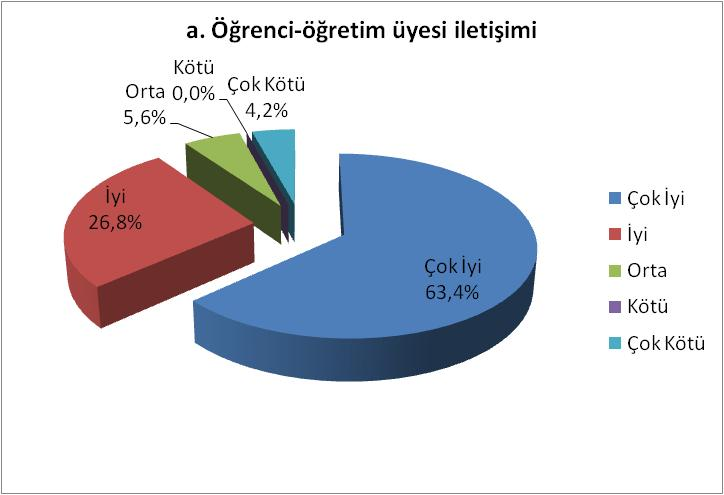 a. Öğrenci-öğretim üyesi iletişimi
Kötü
0,0%
Çok Kötü
4,2%
Orta
5,6%
İyi
26,8%
Çok İyi
63,4%
Çok İyi
İyi
Orta
Kötü
Çok Kötü